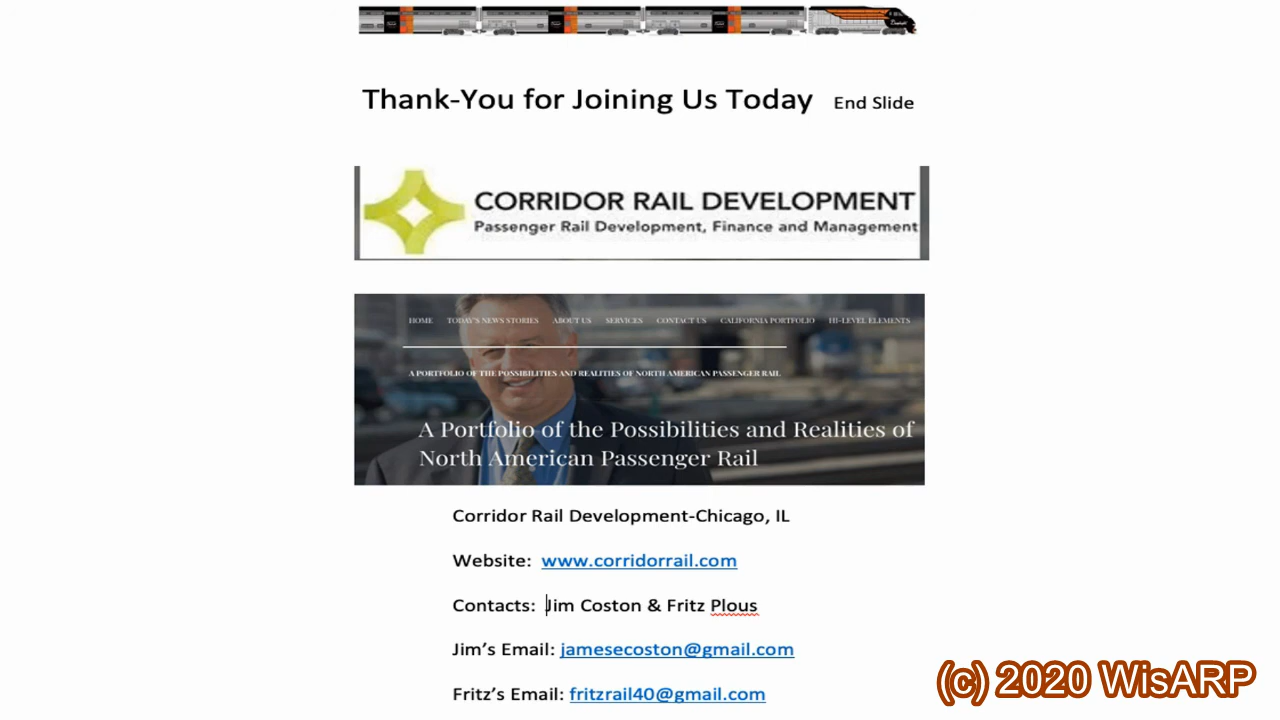 Thank-You for Joining Us Today End Slide
CORRIDOR RAIL DEVELOPMENT
Passenger Rail Development, Finance and Management
HOME TODAY'S NEWS STORIES ABOUT US SERVICES CONTACT US CALIFORNIA PORTFOLIO HI-LEVEL ELEMENTS
A PORTFOLIO OF THE POSSIBILITIES AND REALITIES OF NORTH AMERICAN PASSENGER RAIL
A Portfolio of the Possibilities and Realities of
North American Passenger Rail
Corridor Rail Development-Chicago, IL
Website: www.corridorrail.com
Contacts: Jim Coston & Fritz Plous
Jim’s Email: jamesecoston@gmail.com
Fritz’s Email: fritzrail40@gmail.com
(c) 2020 WisARP